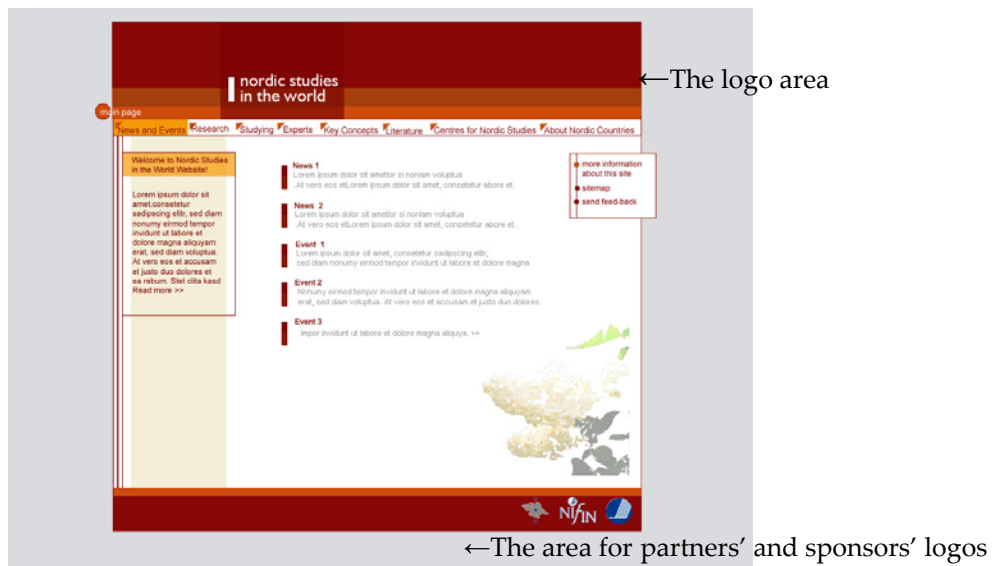 nordic studies
in the world
←The logo area
main page
News and Events Research Studying Experts Key Concepts Literature Centres for Nordic Studies About Nordic Countries
Welcome to Nordic Studies
in the World Website!
Lorem ipsum dolor sit
amet,consetetur
sadipscing elitr, sed diam
nonumy eirmod tempor
invidunt ut labore et
dolore magna aliquyam
erat, sed diam voluptua.
At vero eos et accusam
et justo duo dolores et
ea rebum. Stet clita kasd
Read more >>
News 1
Lorem ipsum dolor sit ametlor si noniam voluptua
.At vero eos etLorem ipsum dolor sit amet, consetetur abore et.
News 2
Lorem ipsum dolor sit ametlor si noniam voluptua
.At vero eos etLorem ipsum dolor sit amet, consetetur abore et.
Event 1
Lorem ipsum dolor sit amet, consetetur sadipscing elitr,
sed diam nonumy eirmod tempor invidunt ut labore et dolore magna
Event 2
Nonumy eirmod tempor invidunt ut labore et dolore magna aliquyam
erat, sed diam voluptua. At vero eos et accusam et justo duo dolores.
Event 3
Impor invidunt ut labore et dolore magna aliquya. >>
more information
about this site
sitemap
send feed-back
NIfIN
←The area for partners’ and sponsors’ logos